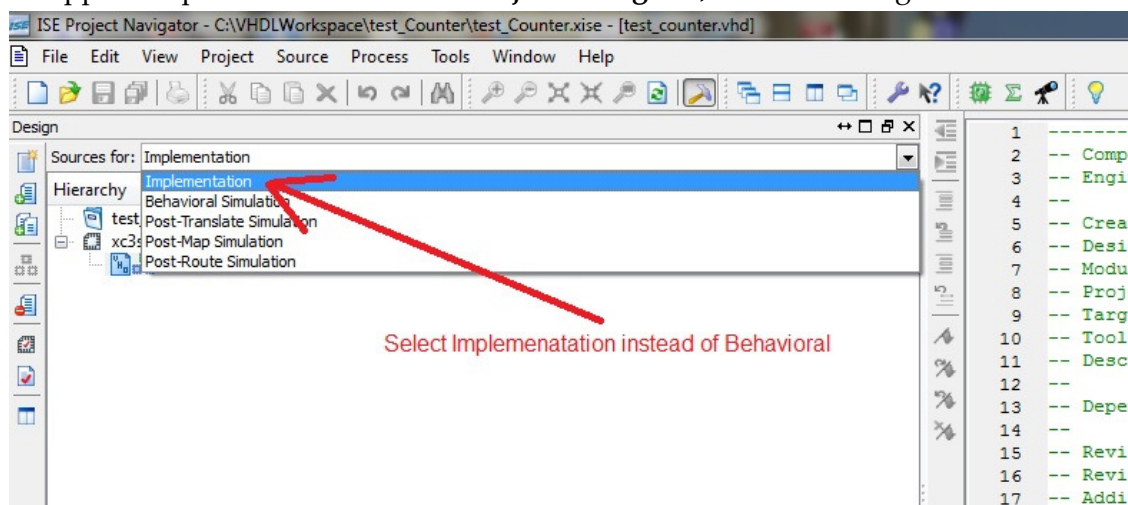 ISE Project Navigator - C:\VHDLWorkspace\test_Counter\test_Counter.xise - [test_counter.vhd]
File Edit View Project Source Process Tools Window Help
Design
Sources for: Implementation
Hierarchy
Implementation
Behavioral Simulation
Post-Translate Simulation
Post-Map Simulation
Post-Route Simulation
test_
xc3s
Select Implemenatation instead of Behavioral
1 -------
2 -- Comp
3 -- Engi
4 --
5 -- Crea
6 -- Desi
7 -- Modu
8 -- Proj
9 -- Targ
10 -- Tool
11 -- Desc
12 --
13 -- Depe
14 --
15 -- Revi
16 -- Revi
17 -- Addi